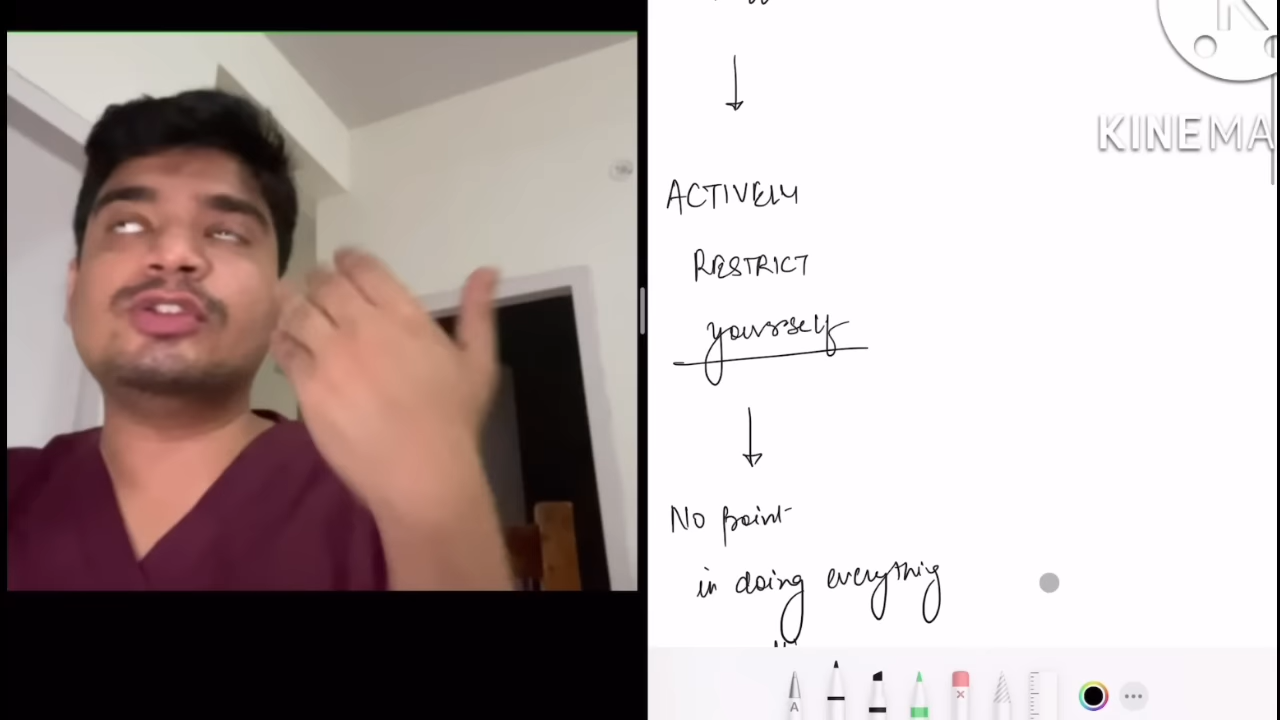 KINEMA
ACTIVELY
RESTRICT
yourself
No point
in doing everything
A